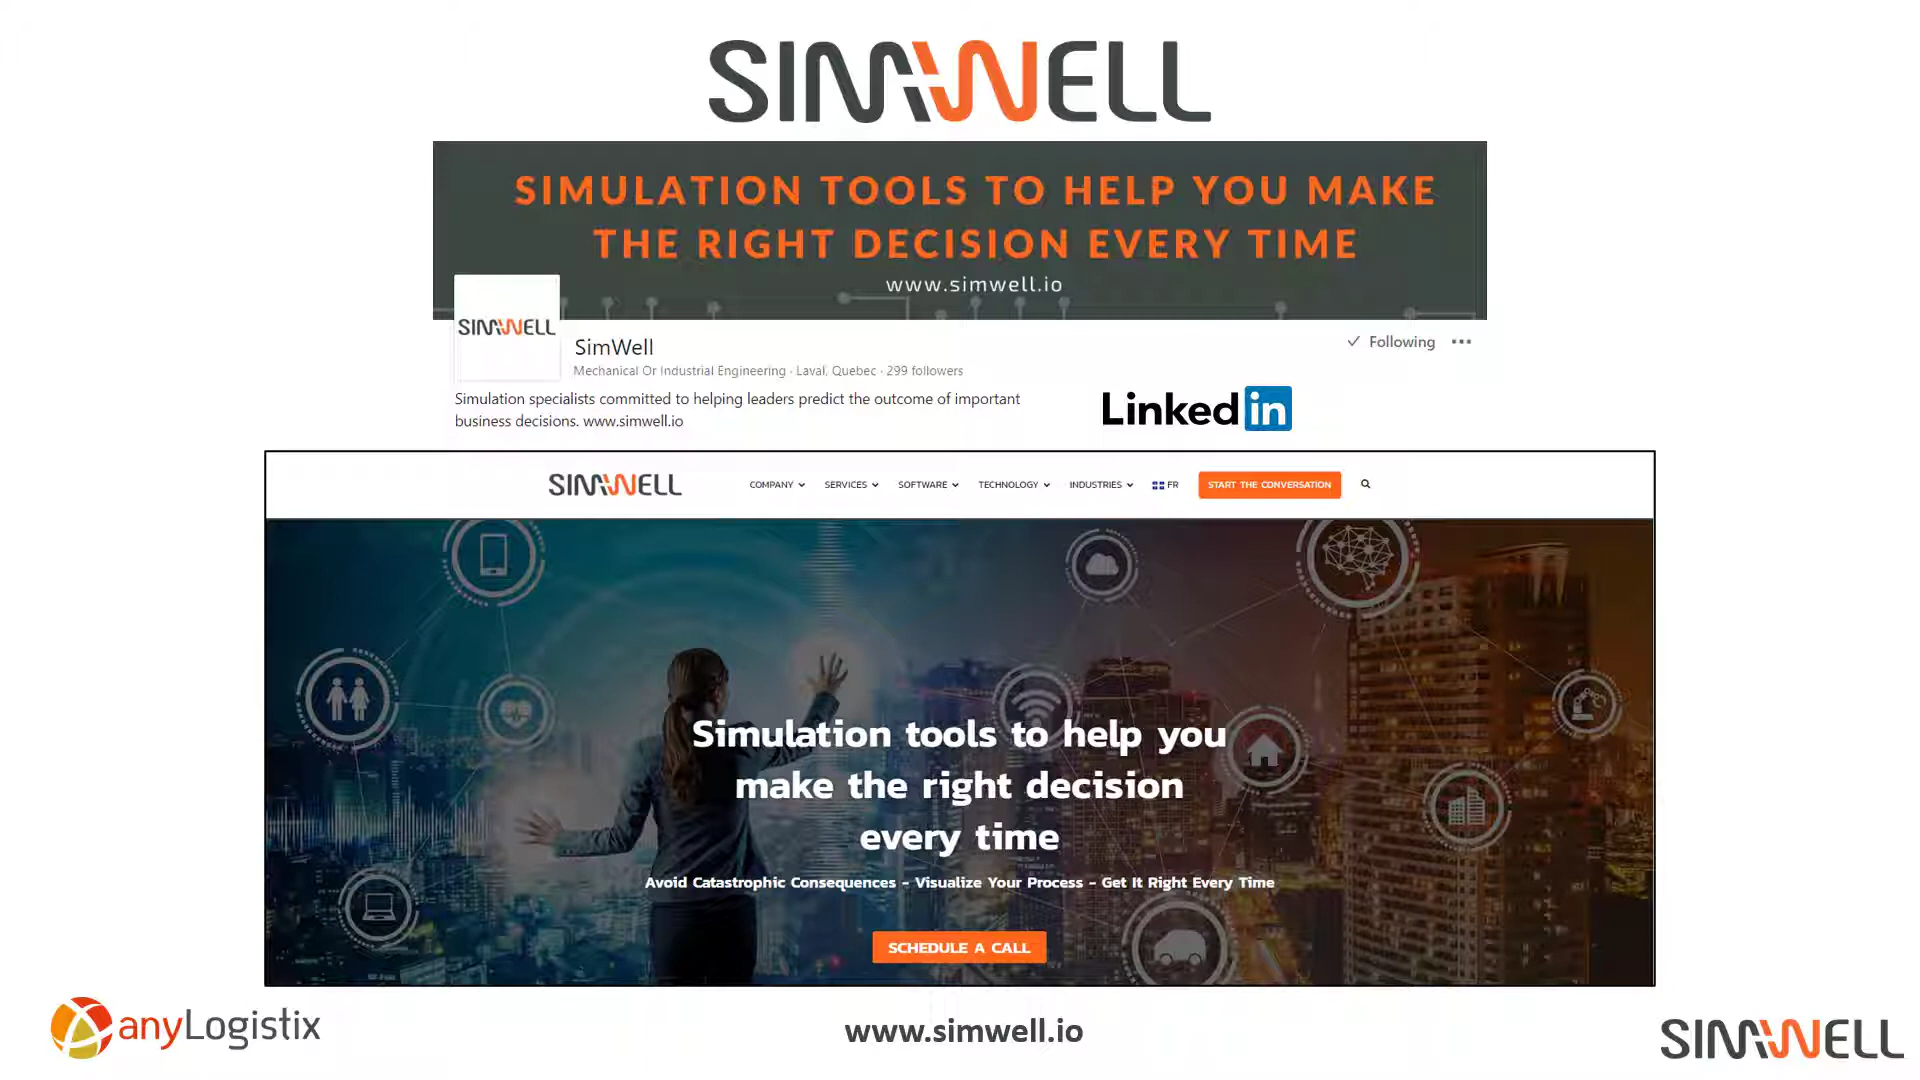 SIMWELL
SIMULATION TOOLS TO HELP YOU MAKE
THE RIGHT DECISION EVERY TIME
www.simwell.io
SIMWELL
SimWell
Following
Mechanical Or Industrial Engineering · Laval, Quebec · 299 followers
Simulation specialists committed to helping leaders predict the outcome of important
business decisions. www.simwell.io
Linked in
SIMWELL COMPANY SERVICES SOFTWARE TECHNOLOGY INDUSTRIES FR START THE CONVERSATION
Simulation tools to help you
make the right decision
every time
Avoid Catastrophic Consequences - Visualize Your Process - Get It Right Every Time
SCHEDULE A CALL
anyLogistix
www.simwell.io
SIMWELL